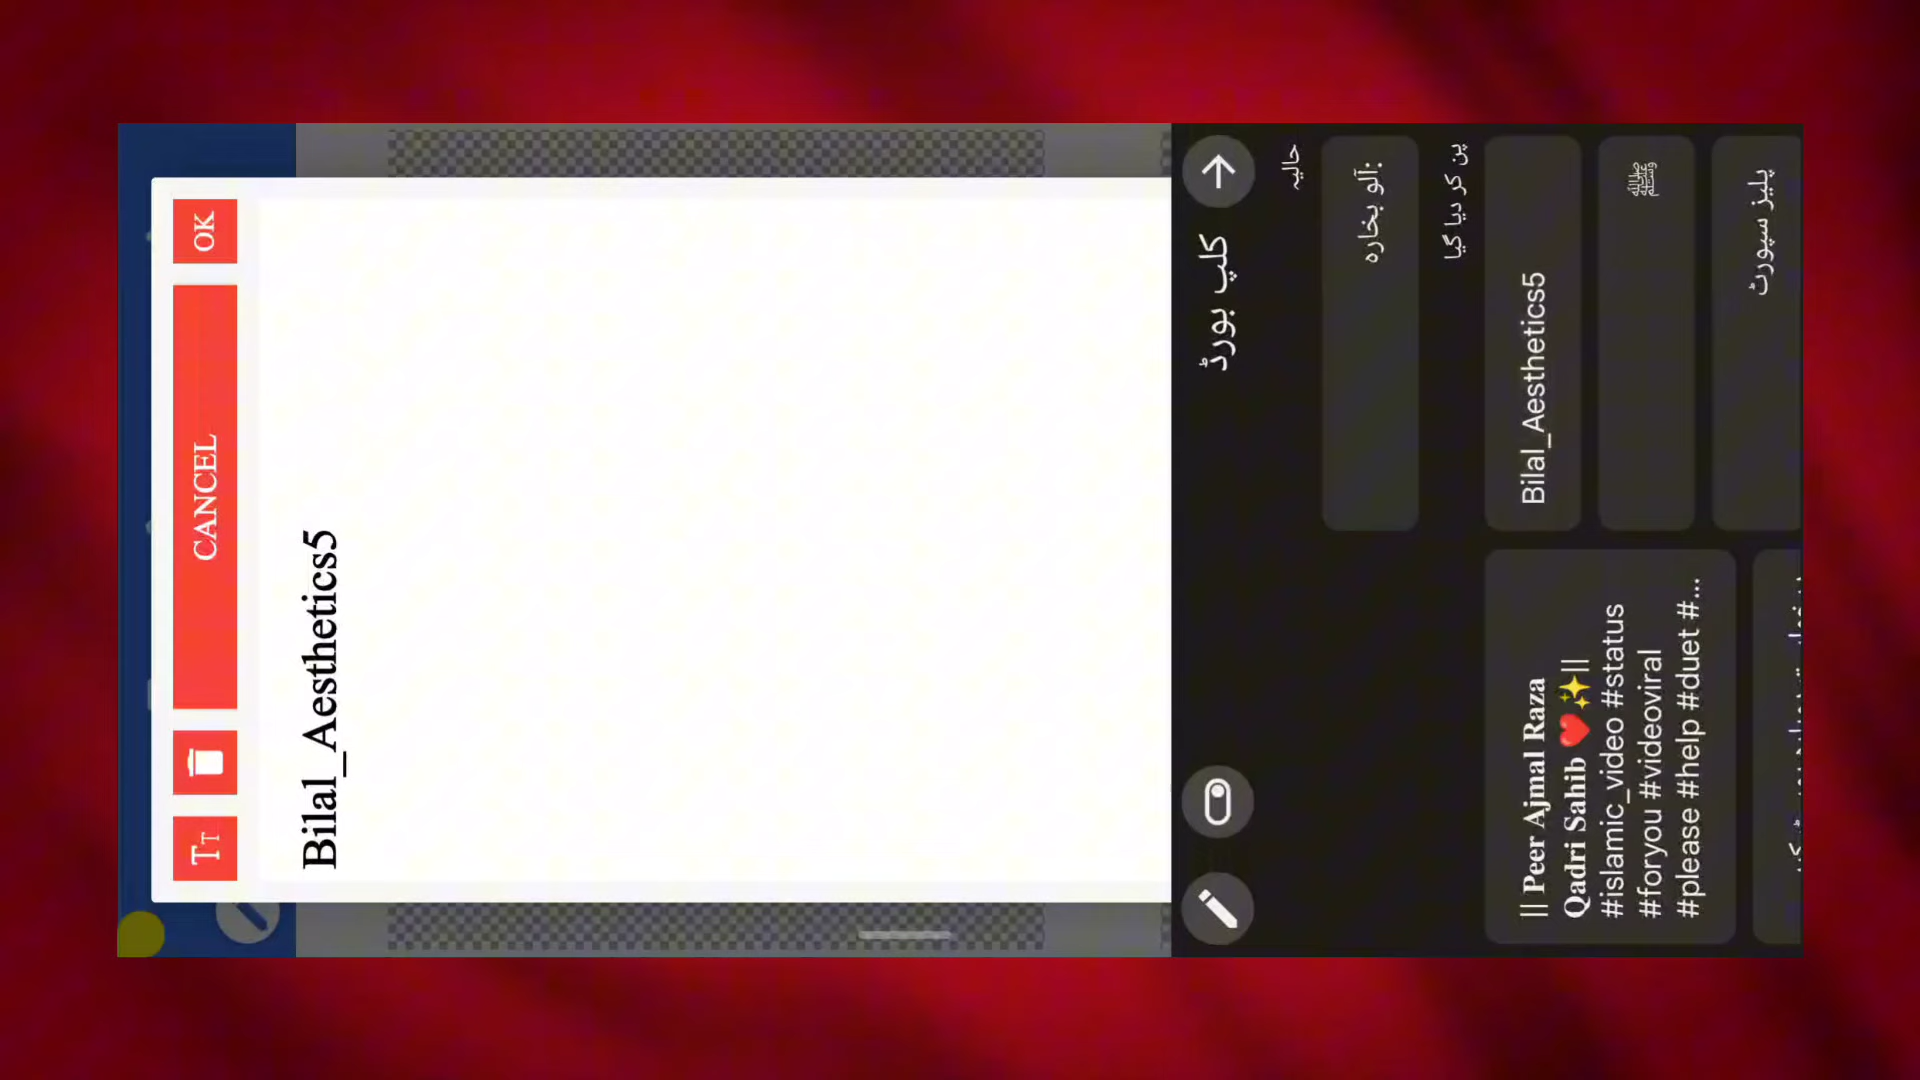 Tт
CANCEL
OK
Bilal_Aesthetics5
کلپ بورڈ
حالیہ
آلو بخارہ:
پن کر دیا گیا
|| Peer Ajmal Raza
Qadri Sahib ❤️✨||
#islamic_video #status
#foryou #videoviral
#please #help #duet #...
Bilal_Aesthetics5
ﷺ
پلیز سپورٹ